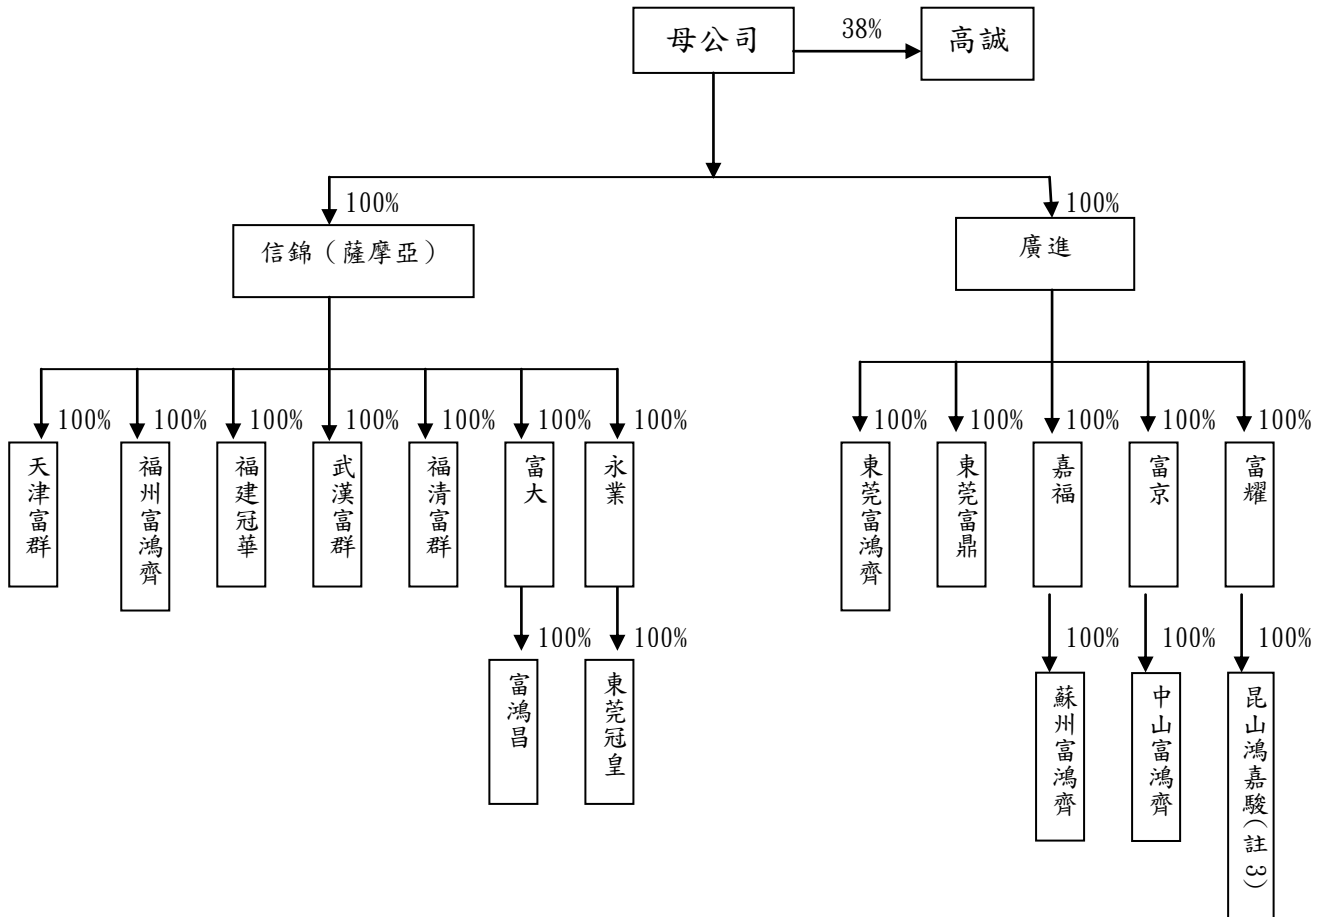 母公司
38%
高誠
100%
100%
信錦（薩摩亞）
廣進
100%
100%
100%
100%
100%
100%
100%
100%
100%
100%
100%
100%
天津富群
福州富鴻齊
福建冠華
武漢富群
福清富群
富大
永業
東莞富鴻齊
東莞富鼎
嘉福
富京
富耀
100%
100%
100%
100%
100%
富鴻昌
東莞冠皇
蘇州富鴻齊
中山富鴻齊
昆山鴻嘉駿(註 3)